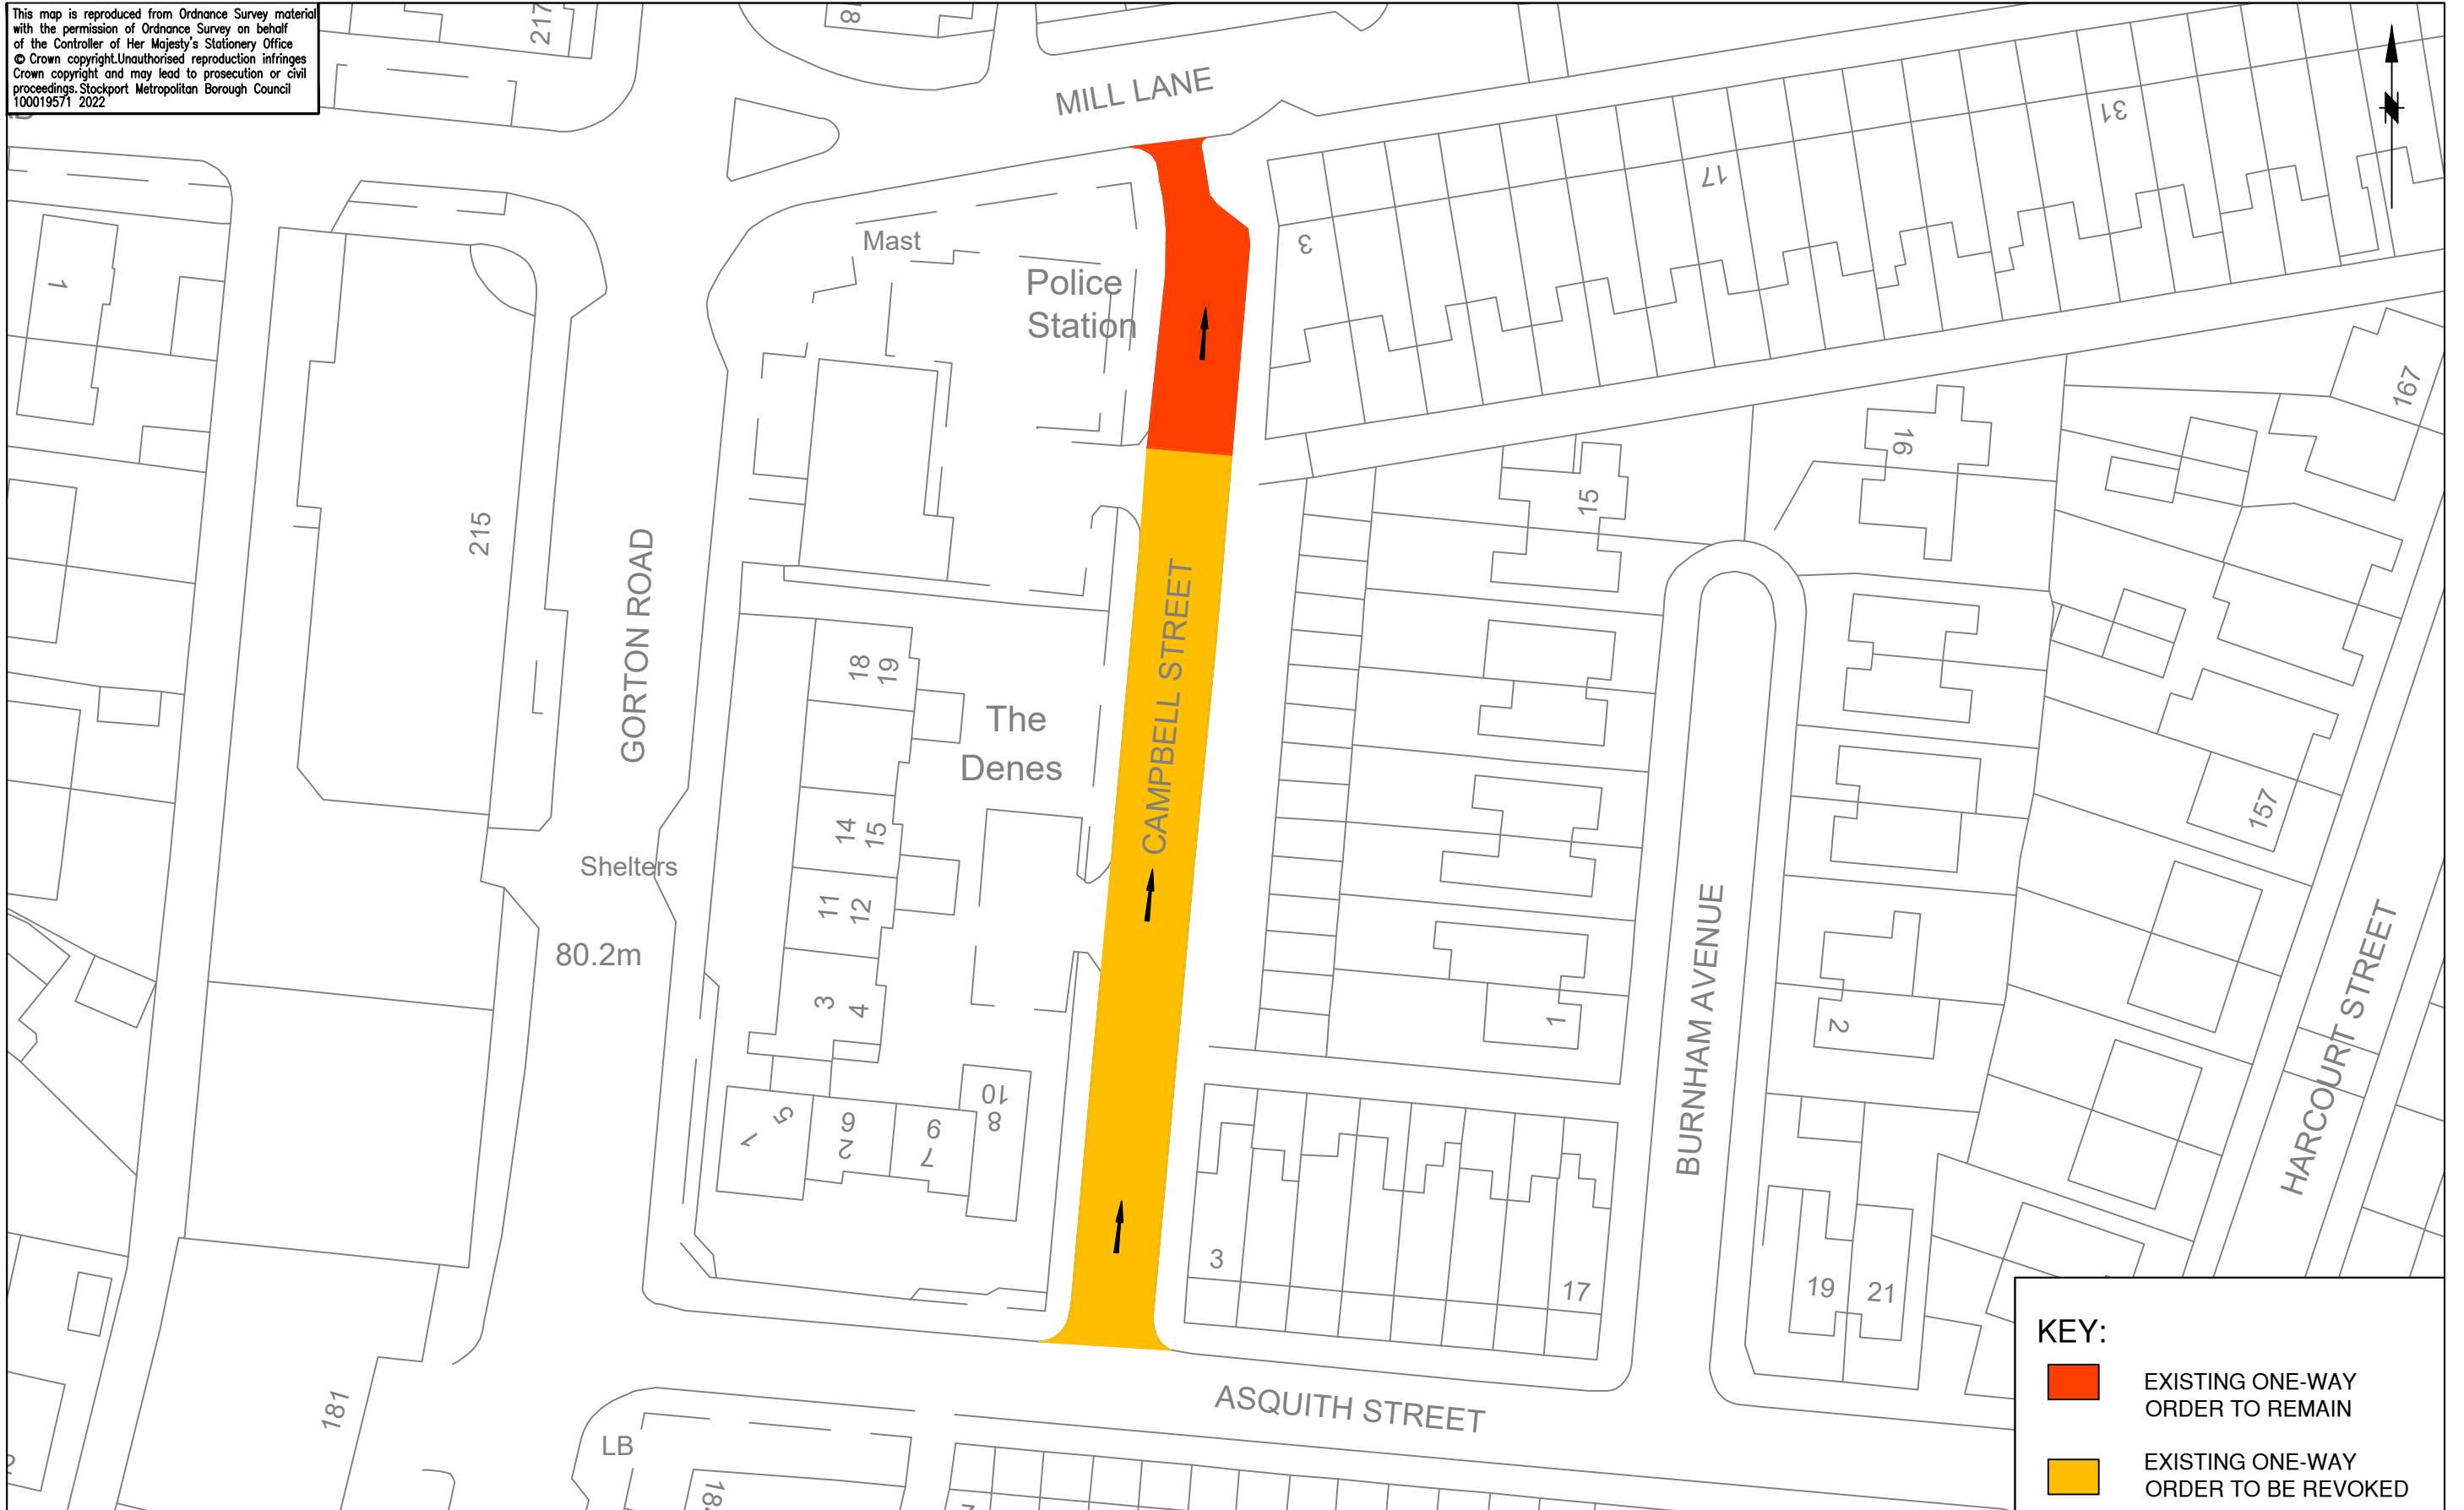 This map is reproduced from Ordnance Survey material
with the permission of Ordnance Survey on behalf
of the Controller of Her Majesty's Stationery Office
© Crown copyright.Unauthorised reproduction infringes
Crown copyright and may lead to prosecution or civil
proceedings. Stockport Metropolitan Borough Council
100019571 2022
217
MILL LANE
31
17
3
Mast
Police
Station
1
167
16
15
215
GORTON ROAD
CAMPBELL STREET
18
19
The
Denes
14
15
157
Shelters
11
12
80.2m
BURNHAM AVENUE
HARCOURT STREET
3
4
1
2
10
8
5
7
6
2
9
7
3
17
19
21
181
ASQUITH STREET
LB
KEY:
EXISTING ONE-WAY
ORDER TO REMAIN
EXISTING ONE-WAY
ORDER TO BE REVOKED